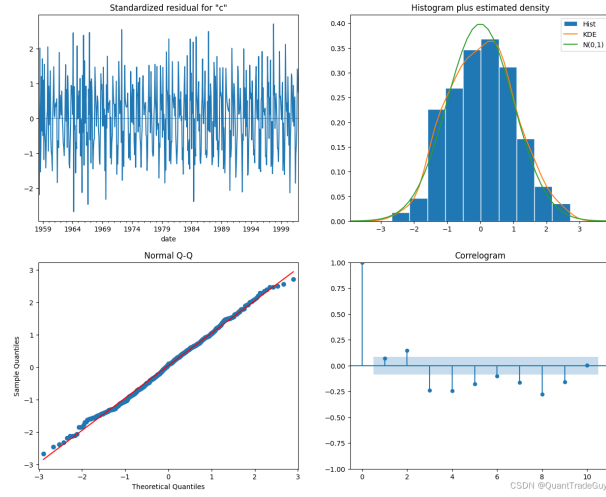 Standardized residual for "c"
2
1
0
−1
−2
1959 1964 1969 1974 1979 1984 1989 1994 1999
date
Histogram plus estimated density
Hist
KDE
N(0,1)
0.40
0.35
0.30
0.25
0.20
0.15
0.10
0.05
0.00
−3 −2 −1 0 1 2 3
Normal Q-Q
Sample Quantiles
3
2
1
0
−1
−2
−3
−3 −2 −1 0 1 2 3
Theoretical Quantiles
Correlogram
1.00
0.75
0.50
0.25
0.00
−0.25
−0.50
−0.75
−1.00
0 2 4 6 8 10
CSDN @QuantTradeGuy